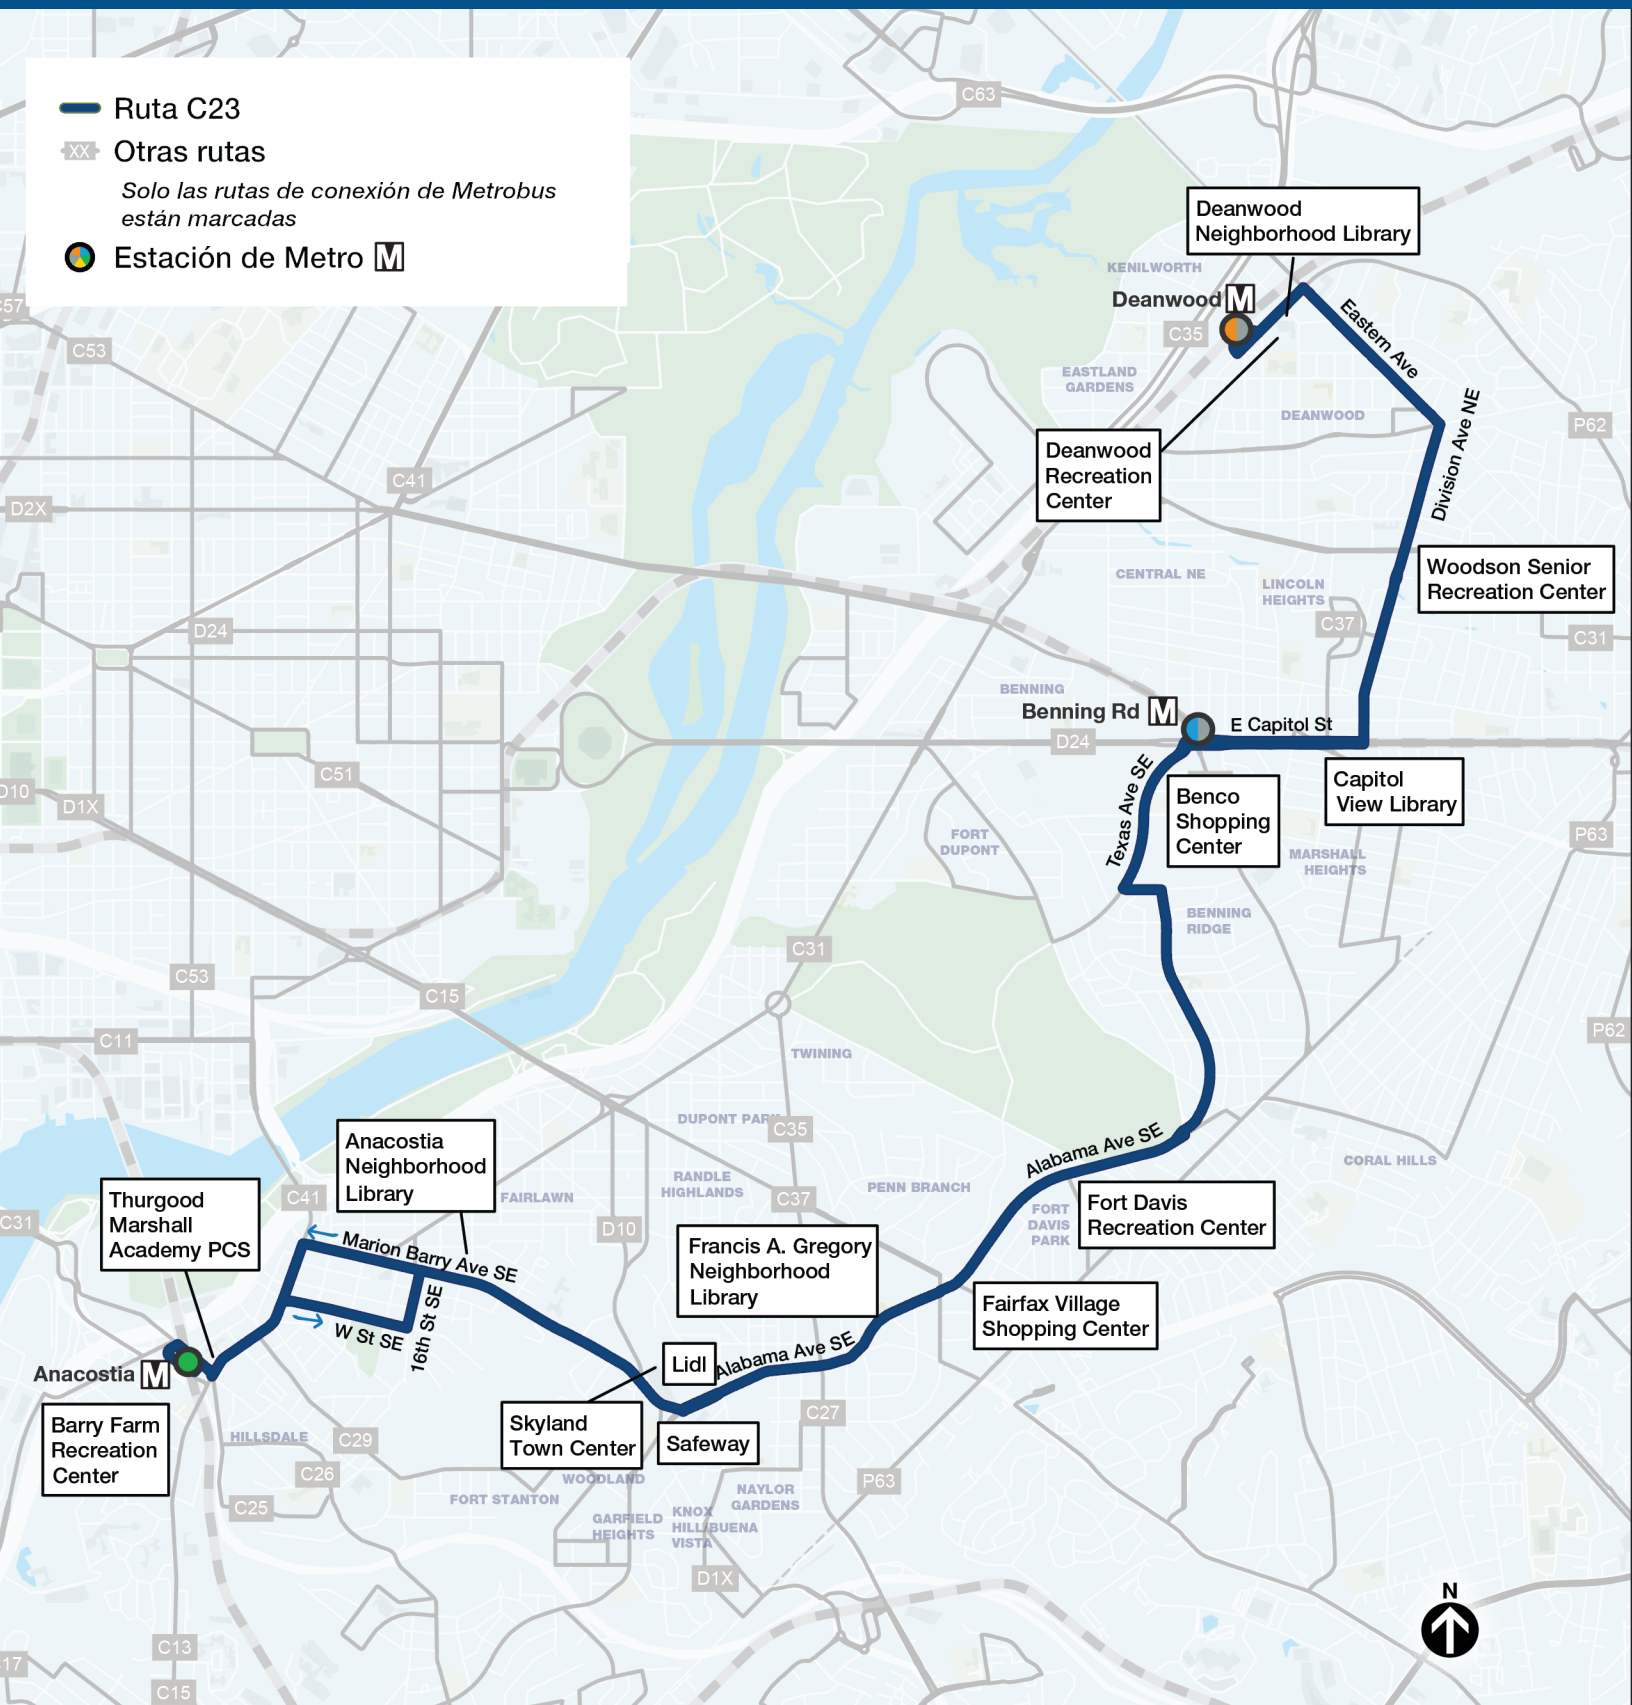 Ruta C23
XX
Otras rutas
Solo las rutas de conexión de Metrobus
están marcadas
Estación de Metro M
C63
Deanwood
Neighborhood Library
KENILWORTH
Deanwood M
C35
C57
C53
EASTLAND
GARDENS
Eastern Ave
DEANWOOD
P62
Division Ave NE
Deanwood
Recreation
Center
C41
D2X
CENTRAL NE
LINCOLN
HEIGHTS
Woodson Senior
Recreation Center
C37
C31
D24
BENNING
Benning Rd M
E Capitol St
D24
C51
D10
D1X
Texas Ave SE
Benco
Shopping
Center
Capitol
View Library
P63
FORT
DUPONT
MARSHALL
HEIGHTS
BENNING
RIDGE
C31
C53
C15
C11
P62
TWINING
DUPONT PARK
C35
Anacostia
Neighborhood
Library
Alabama Ave SE
CORAL HILLS
Thurgood
Marshall
Academy PCS
C41
FAIRLAWN
RANDLE
HIGHLANDS
C37
PENN BRANCH
FORT
DAVIS
PARK
Fort Davis
Recreation Center
C31
D10
Marion Barry Ave SE
Francis A. Gregory
Neighborhood
Library
Fairfax Village
Shopping Center
W St SE
16th St SE
Lidl
Alabama Ave SE
Anacostia M
Barry Farm
Recreation
Center
Skyland
Town Center
Safeway
C27
HILLSDALE
C29
C26
C25
WOODLAND
FORT STANTON
GARFIELD
HEIGHTS
KNOX
HILL/BUENA
VISTA
NAYLOR
GARDENS
P63
D1X
N
C13
17
C15